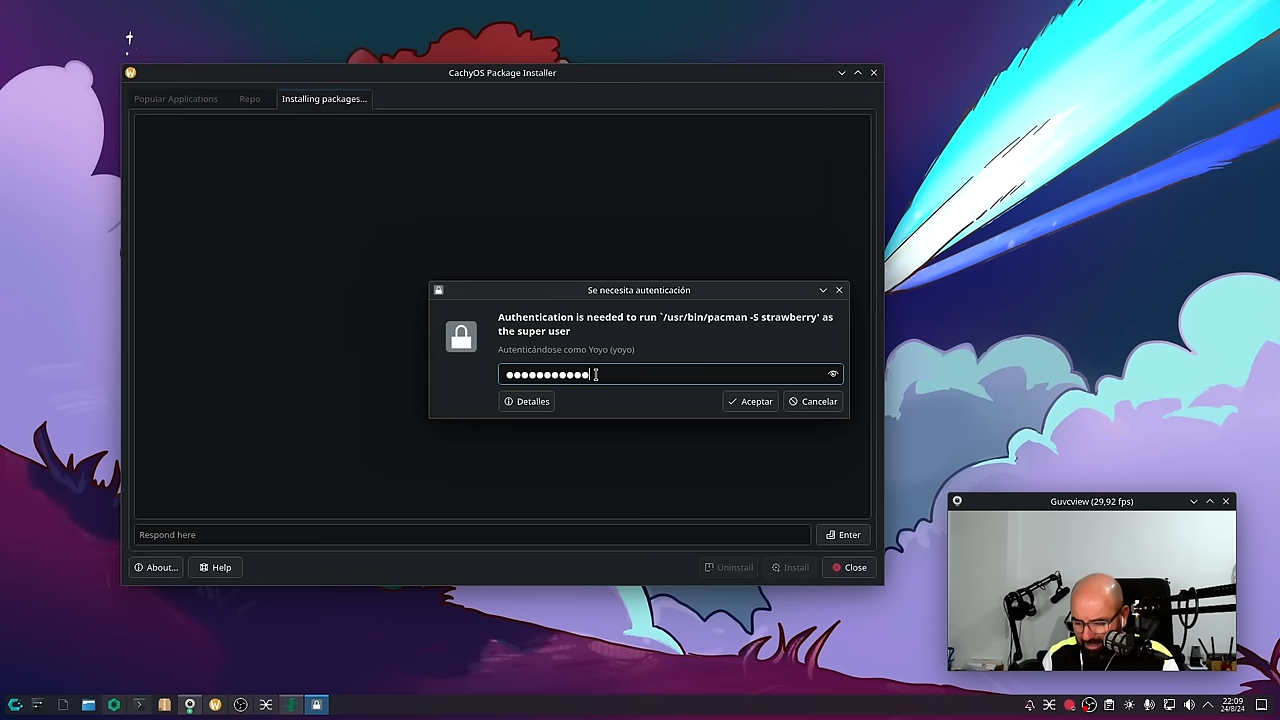 CachyOS Package Installer
Popular Applications Repo Installing packages...
Se necesita autenticación
Authentication is needed to run `/usr/bin/pacman -S strawberry' as
the super user
Autenticándose como Yoyo (yoyo)
Detalles Aceptar Cancelar
Respond here Enter
About... Help Uninstall Install Close
Guvcview (29,92 fps)
22:09
24/8/24